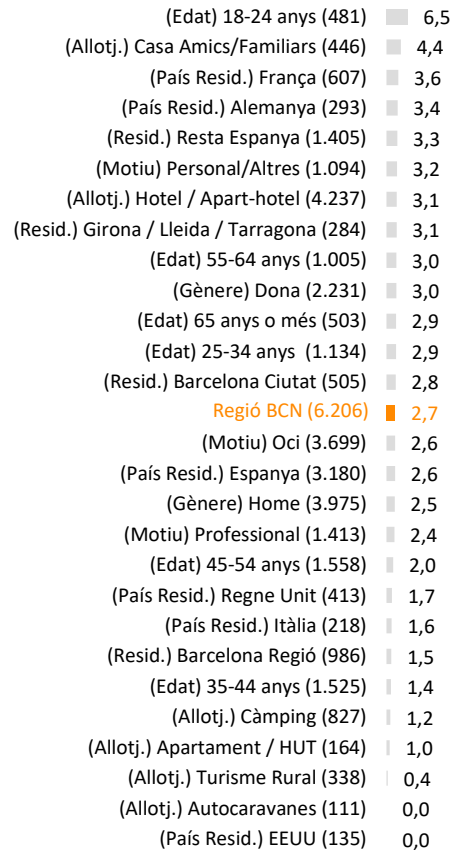 (Edat) 18-24 anys (481) 6,5
(Allotj.) Casa Amics/Familiars (446) 4,4
(País Resid.) França (607) 3,6
(País Resid.) Alemanya (293) 3,4
(Resid.) Resta Espanya (1.405) 3,3
(Motiu) Personal/Altres (1.094) 3,2
(Allotj.) Hotel / Apart-hotel (4.237) 3,1
(Resid.) Girona / Lleida / Tarragona (284) 3,1
(Edat) 55-64 anys (1.005) 3,0
(Gènere) Dona (2.231) 3,0
(Edat) 65 anys o més (503) 2,9
(Edat) 25-34 anys (1.134) 2,9
(Resid.) Barcelona Ciutat (505) 2,8
Regió BCN (6.206) 2,7
(Motiu) Oci (3.699) 2,6
(País Resid.) Espanya (3.180) 2,6
(Gènere) Home (3.975) 2,5
(Motiu) Professional (1.413) 2,4
(Edat) 45-54 anys (1.558) 2,0
(País Resid.) Regne Unit (413) 1,7
(País Resid.) Itàlia (218) 1,6
(Resid.) Barcelona Regió (986) 1,5
(Edat) 35-44 anys (1.525) 1,4
(Allotj.) Càmping (827) 1,2
(Allotj.) Apartament / HUT (164) 1,0
(Allotj.) Turisme Rural (338) 0,4
(Allotj.) Autocaravanes (111) 0,0
(País Resid.) EEUU (135) 0,0